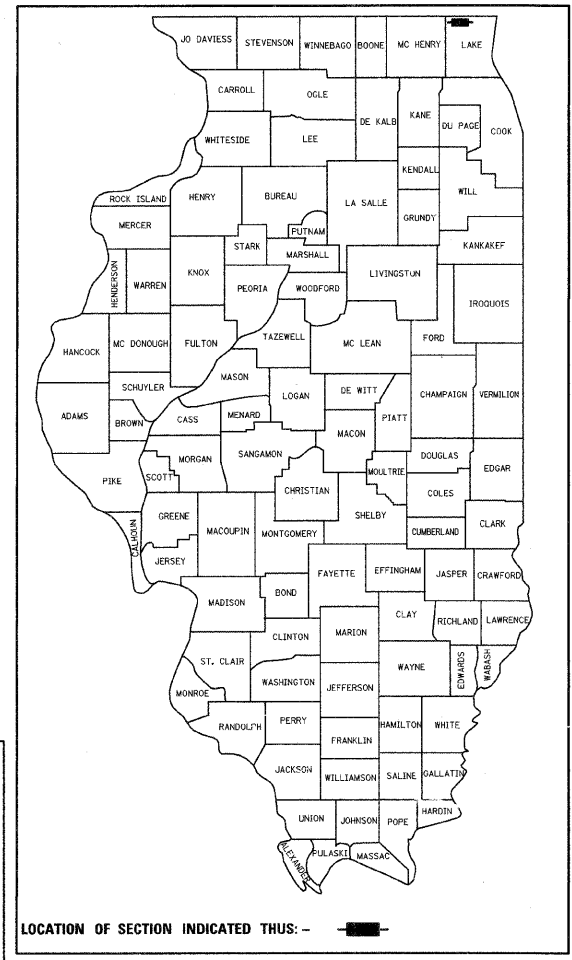 JO DAVIESS STEVENSON WINNEBAGO BOONE MC HENRY LAKE
CARROLL OGLE
DE KALB KANE DU PAGE COOK
WHITESIDE LEE
KENDALL
WILL
ROCK ISLAND HENRY BUREAU LA SALLE
GRUNDY
MERCER PUTNAM
STARK MARSHALL KANKAKEF
HENDERSON WARREN KNOX PEORIA WOODFORD LIVINGSTON
IROQUOIS
HANCOCK MC DONOUGH FULTON TAZEWELL MC LEAN FORD
MASON
SCHUYLER DE WITT
ADAMS LOGAN CHAMPAIGN VERMILION
BROWN CASS MENARD PIATT
MACON
MORGAN SANGAMON DOUGLAS
PIKE SCOTT MOULTRIE EDGAR
CHRISTIAN COLES
GREENE SHELBY
CALHOUN MACOUPIN MONTGOMERY CUMBERLAND CLARK
JERSEY
FAYETTE EFFINGHAM JASPER CRAWFORD
MADISON BOND
CLAY RICHLAND LAWRENCE
CLINTON MARION
ST. CLAIR WAYNE EDWARDS WABASH
WASHINGTON JEFFERSON
MONROE
RANDOLPH PERRY HAMILTON WHITE
FRANKLIN
JACKSON WILLIAMSON SALINE GALLATIN
UNION JOHNSON POPE HARDIN
ALEXANDER PULASKI MASSAC
LOCATION OF SECTION INDICATED THUS: -